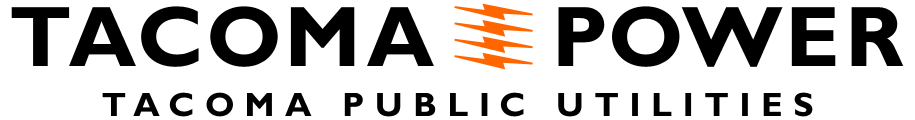 TACOMA POWER
TACOMA PUBLIC UTILITIES